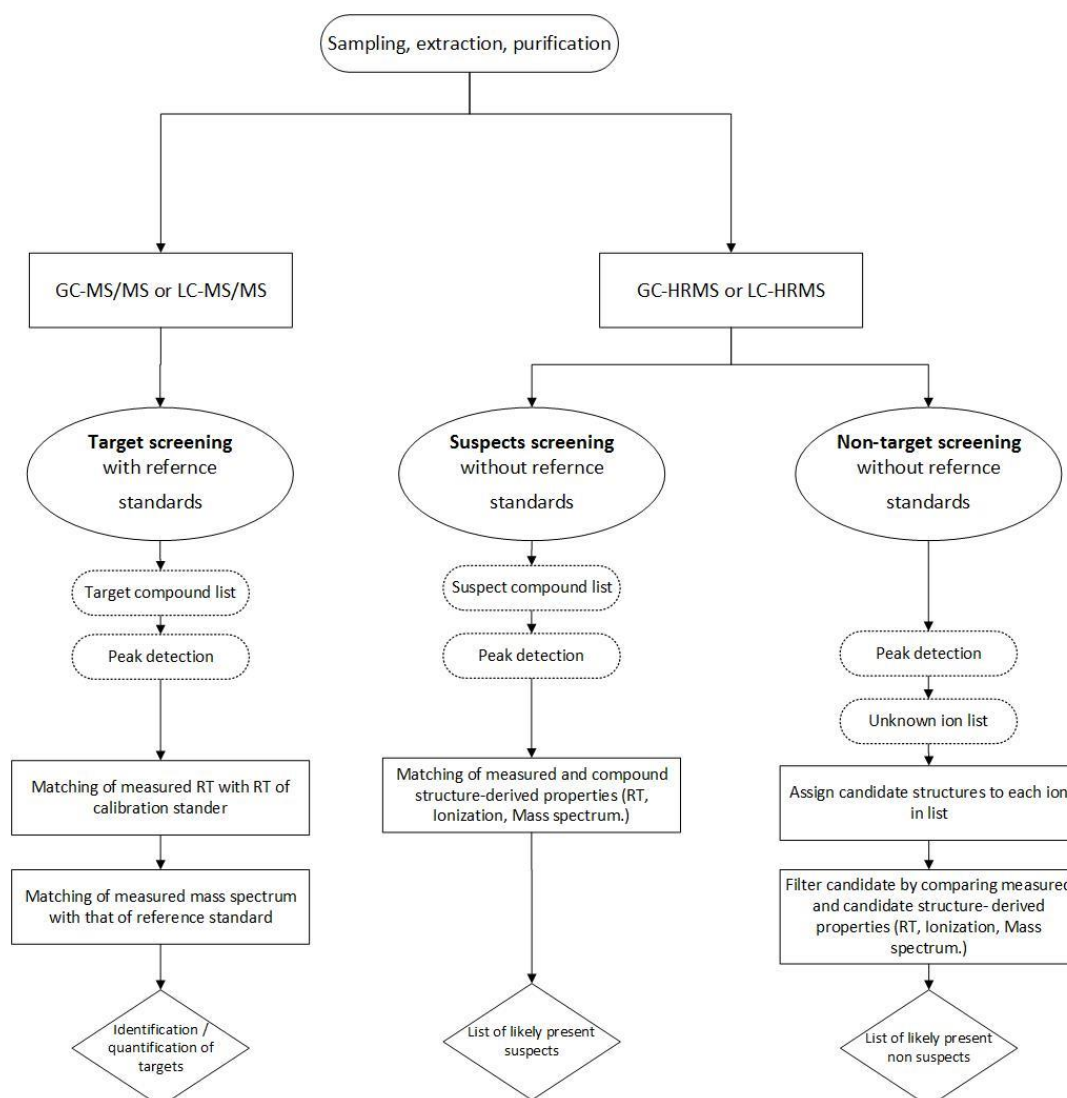 Sampling, extraction, purification
GC-MS/MS or LC-MS/MS
GC-HRMS or LC-HRMS
Target screening
with refernce
standards
Suspects screening
without refernce
standards
Non-target screening
without refernce
standards
Target compound list
Peak detection
Suspect compound list
Peak detection
Peak detection
Unknown ion list
Matching of measured RT with RT of
calibration stander
Matching of measured mass spectrum
with that of reference standard
Matching of measured and compound
structure-derived properties (RT,
Ionization, Mass spectrum.)
Assign candidate structures to each ion
in list
Filter candidate by comparing measured
and candidate structure- derived
properties (RT, Ionization, Mass
spectrum.)
Identification /
quantification of
targets
List of likely present
suspects
List of likely present
non suspects